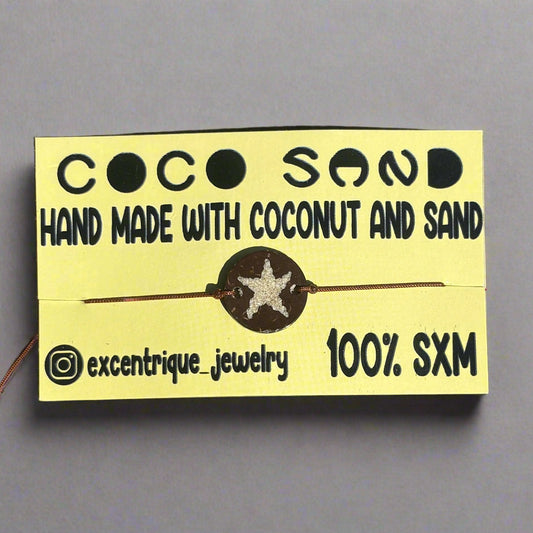 COCO SAND
HAND MADE WITH COCONUT AND SAND
excentrique_jewelry
100% SXM